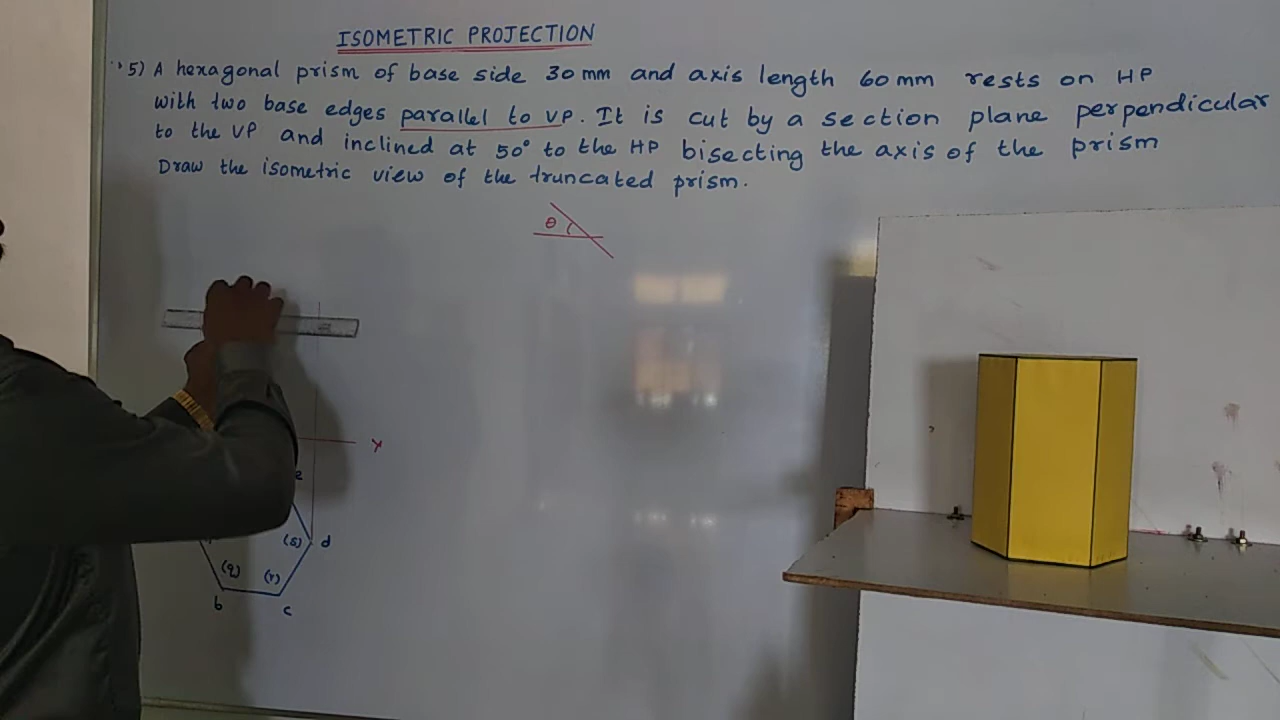 ISOMETRIC PROJECTION
5) A hexagonal prism of base side 30 mm and axis length 60 mm rests on HP
with two base edges parallel to VP. It is cut by a section plane perpendicular
to the VP and inclined at 50° to the HP bisecting the axis of the prism
Draw the isometric view of the truncated prism.
θ
Y
e
(s) d
(q) (r)
b c